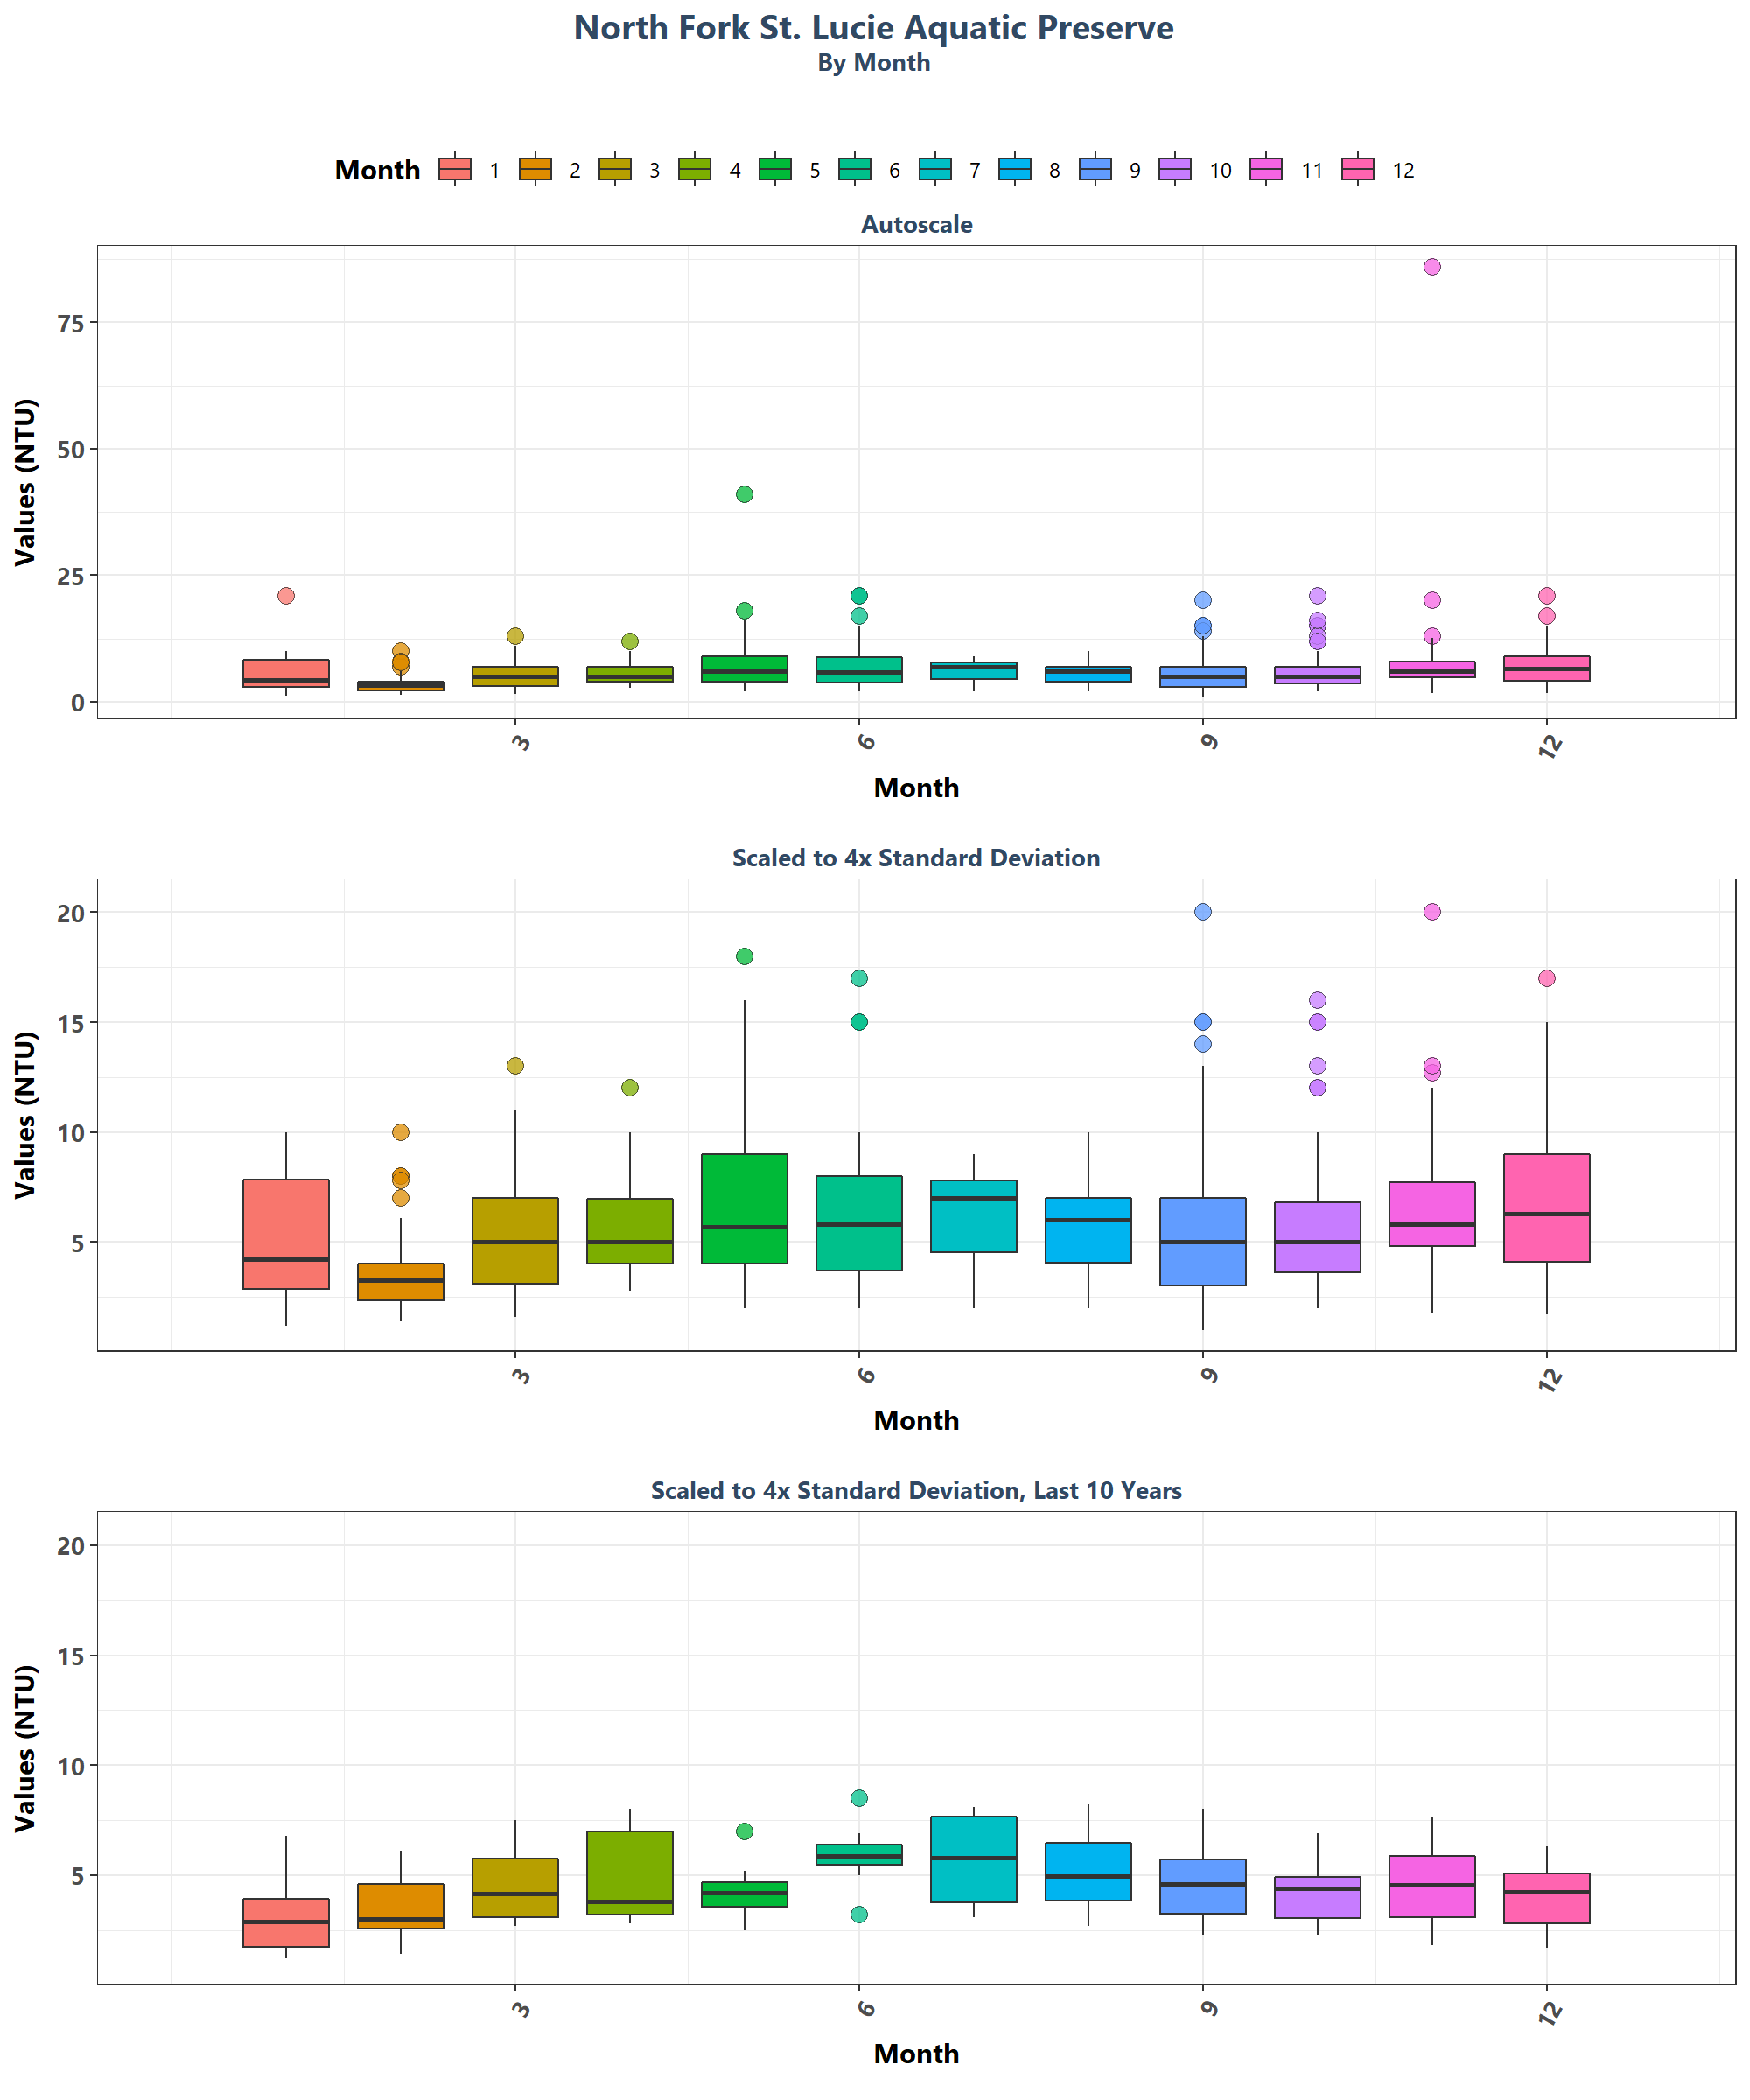 North Fork St. Lucie Aquatic Preserve
By Month
Month 1 2 3 4 5 6 7 8 9 10 11 12
Autoscale
Values (NTU)
75
50
25
0
3 6 9 12
Month
Scaled to 4x Standard Deviation
Values (NTU)
20
15
10
5
3 6 9 12
Month
Scaled to 4x Standard Deviation, Last 10 Years
Values (NTU)
20
15
10
5
3 6 9 12
Month